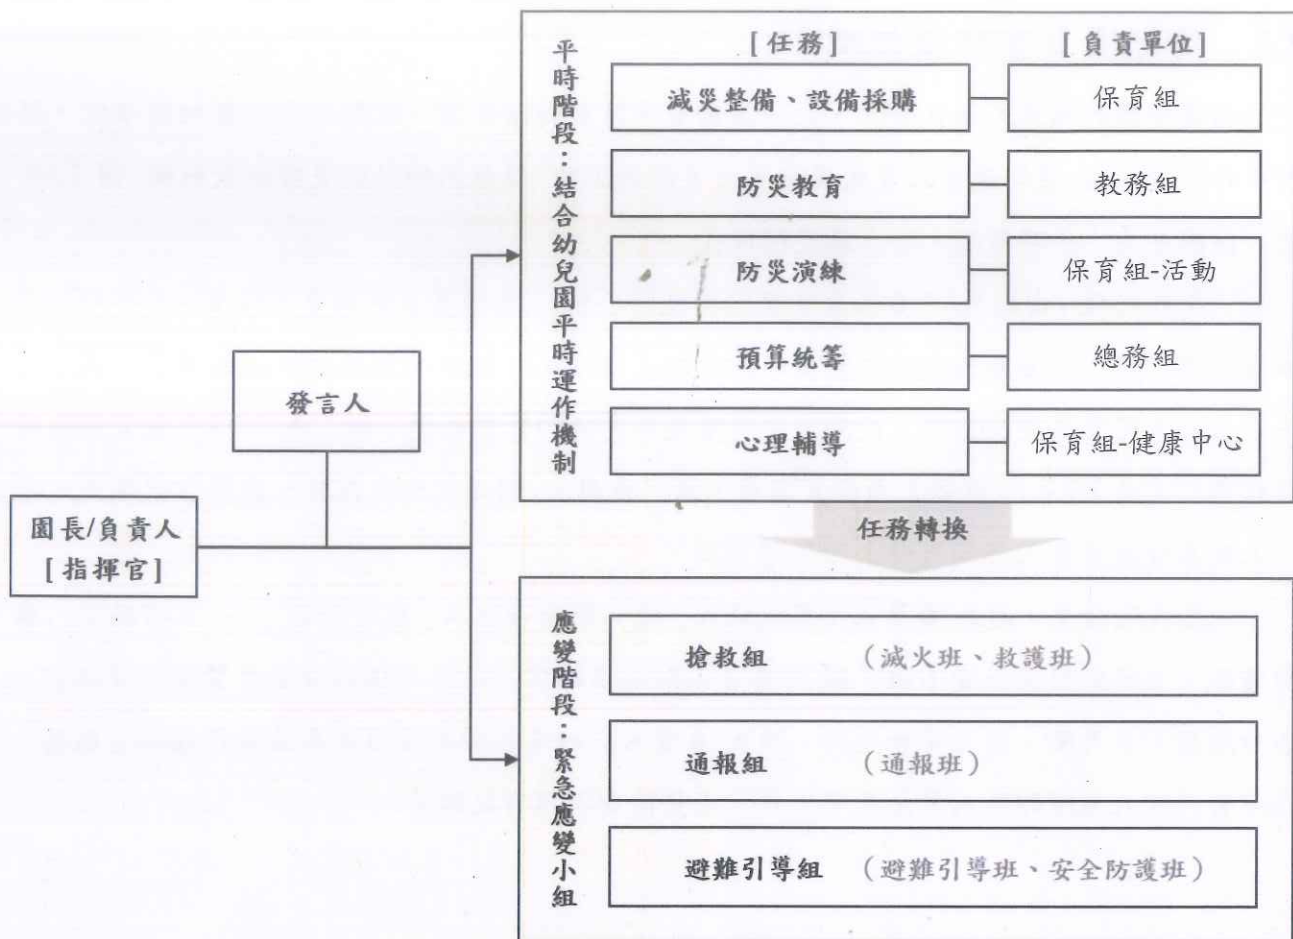 平時階段：結合幼兒園平時運作機制
[任務] [負責單位]
減災整備、設備採購 保育組
防災教育 教務組
防災演練 保育組-活動
預算統籌 總務組
心理輔導 保育組-健康中心
發言人
園長/負責人
[指揮官]
任務轉換
應變階段：緊急應變小組
搶救組 (滅火班、救護班)
通報組 (通報班)
避難引導組 (避難引導班、安全防護班)